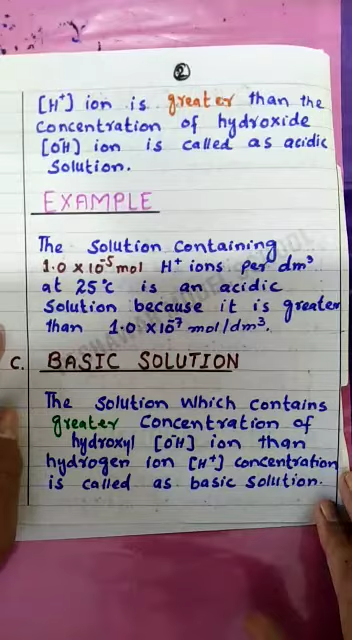 2
[H⁺] ion is greater than the
concentration of hydroxide
[OH̄] ion is called as acidic
solution.
EXAMPLE
The solution containing
1.0 × 10⁻⁵ mol H⁺ ions per dm³
at 25°c is an acidic
solution because it is greater
than 1.0 ×10⁻⁷ mol/dm³.
C. BASIC SOLUTION
The solution which contains
greater concentration of
hydroxyl [OH̄] ion than
hydrogen ion [H⁺] concentration
is called as basic solution.